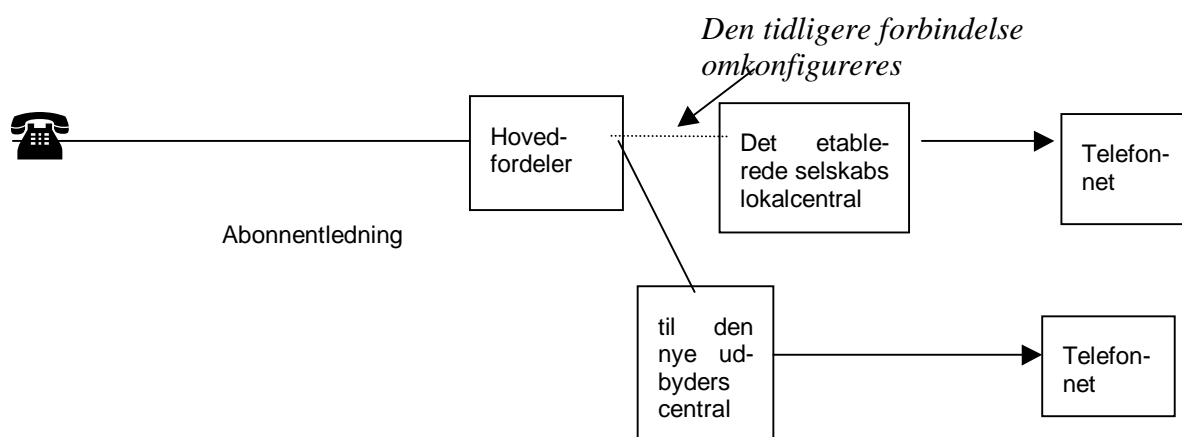 Den tidligere forbindelse
omkonfigureres
Hoved-
fordeler
Det etable-
rede selskabs
lokalcentral
Telefon-
net
Abonnentledning
til den
nye ud-
byders
central
Telefon-
net